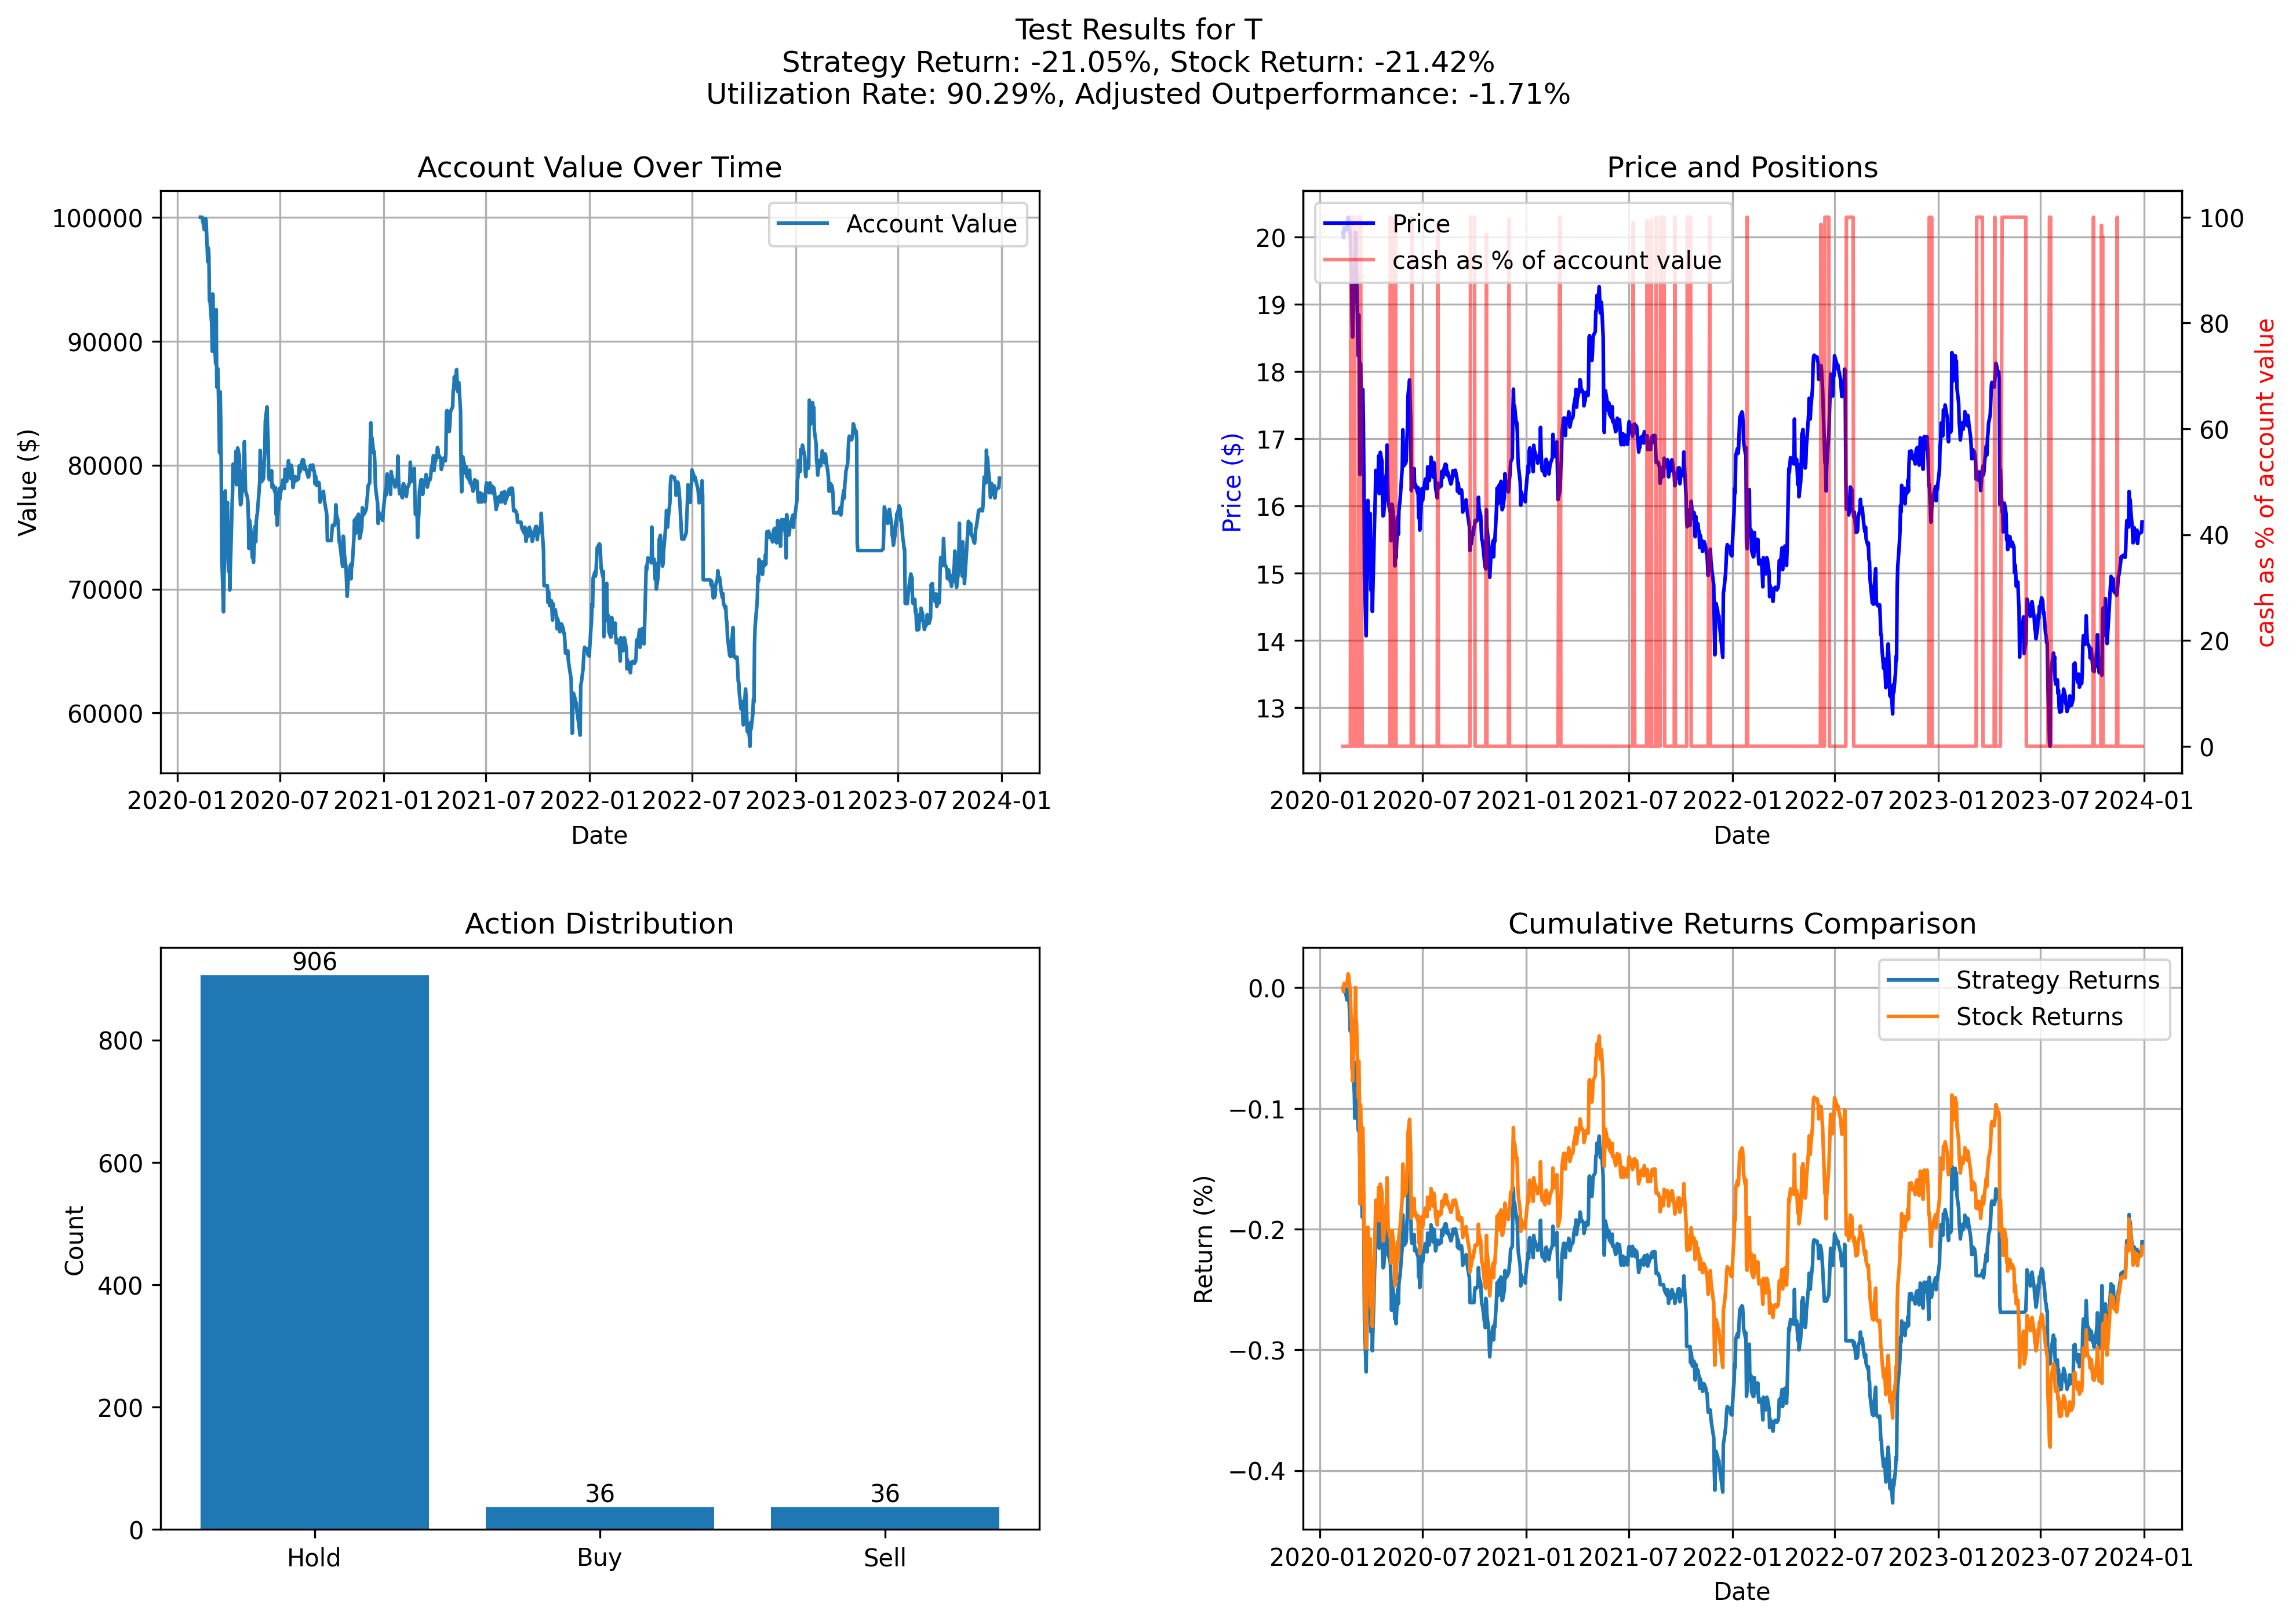 Test Results for T
Strategy Return: -21.05%, Stock Return: -21.42%
Utilization Rate: 90.29%, Adjusted Outperformance: -1.71%
Account Value Over Time
Account Value
100000
90000
80000
70000
60000
Value ($)
2020-01 2020-07 2021-01 2021-07 2022-01 2022-07 2023-01 2023-07 2024-01
Date
Price and Positions
Price
cash as % of account value
20
19
18
17
16
15
14
13
Price ($)
100
80
60
40
20
0
cash as % of account value
2020-01 2020-07 2021-01 2021-07 2022-01 2022-07 2023-01 2023-07 2024-01
Date
Action Distribution
906
36
36
800
600
400
200
0
Count
Hold Buy Sell
Cumulative Returns Comparison
Strategy Returns
Stock Returns
0.0
−0.1
−0.2
−0.3
−0.4
Return (%)
2020-01 2020-07 2021-01 2021-07 2022-01 2022-07 2023-01 2023-07 2024-01
Date